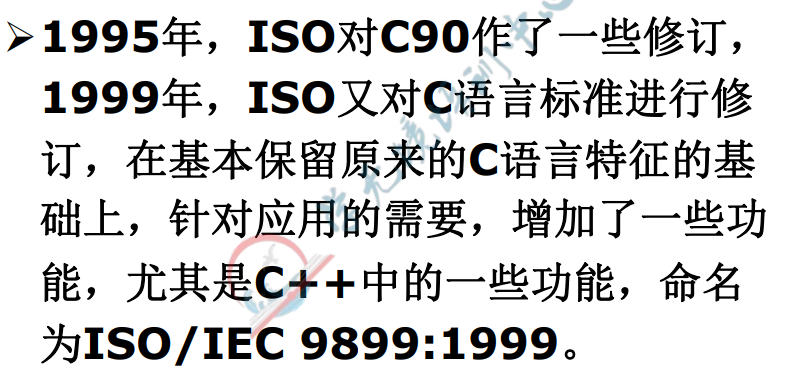 ➢1995年，ISO对C90作了一些修订，
1999年，ISO又对C语言标准进行修
订，在基本保留原来的C语言特征的基
础上，针对应用的需要，增加了一些功
能，尤其是C++中的一些功能，命名
为ISO/IEC 9899:1999。